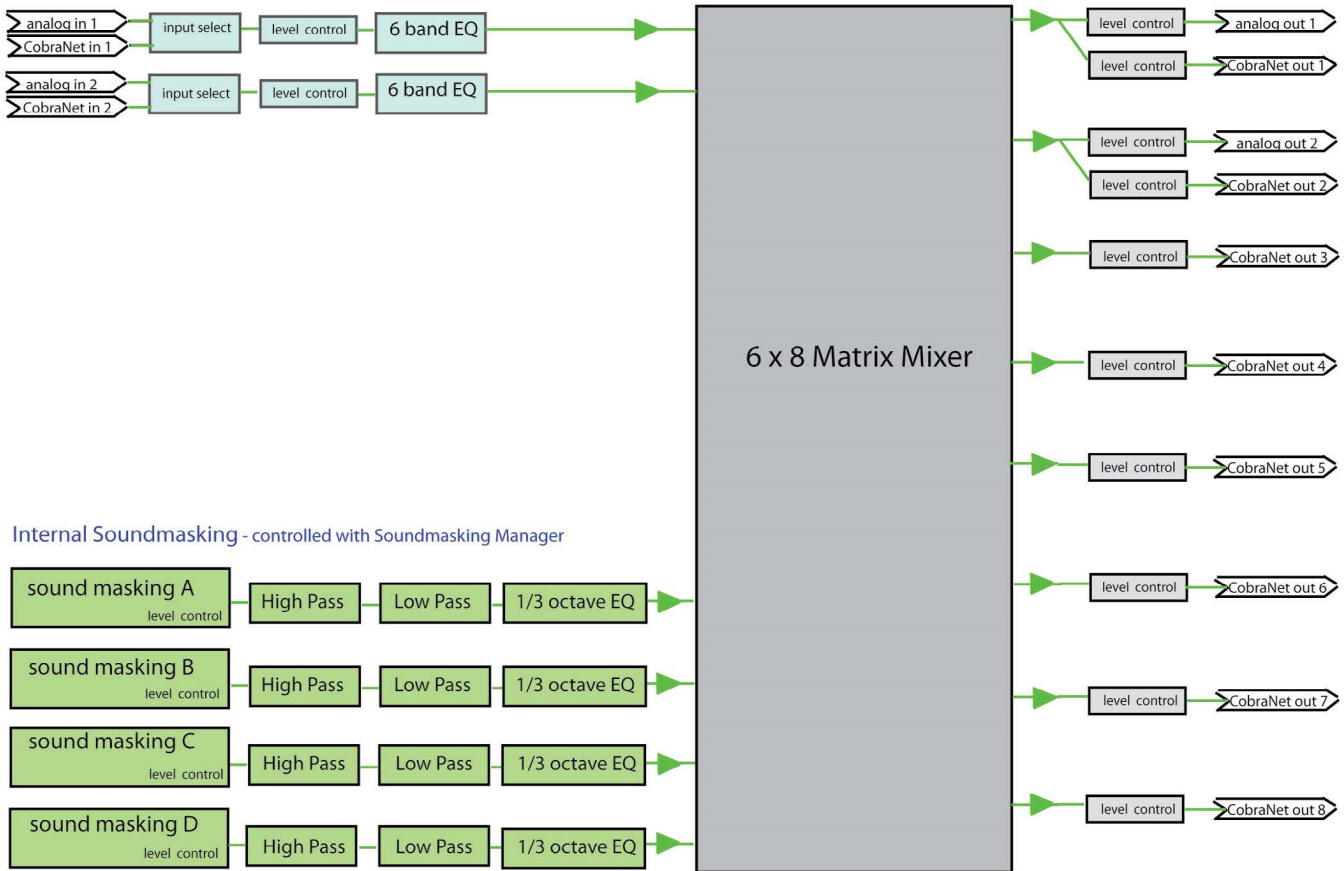 analog in 1
CobraNet in 1
input select
level control
6 band EQ
analog in 2
CobraNet in 2
input select
level control
6 band EQ
6 x 8 Matrix Mixer
level control
analog out 1
level control
CobraNet out 1
level control
analog out 2
level control
CobraNet out 2
level control
CobraNet out 3
level control
CobraNet out 4
level control
CobraNet out 5
level control
CobraNet out 6
level control
CobraNet out 7
level control
CobraNet out 8
Internal Soundmasking - controlled with Soundmasking Manager
sound masking A
level control
High Pass
Low Pass
1/3 octave EQ
sound masking B
level control
High Pass
Low Pass
1/3 octave EQ
sound masking C
level control
High Pass
Low Pass
1/3 octave EQ
sound masking D
level control
High Pass
Low Pass
1/3 octave EQ